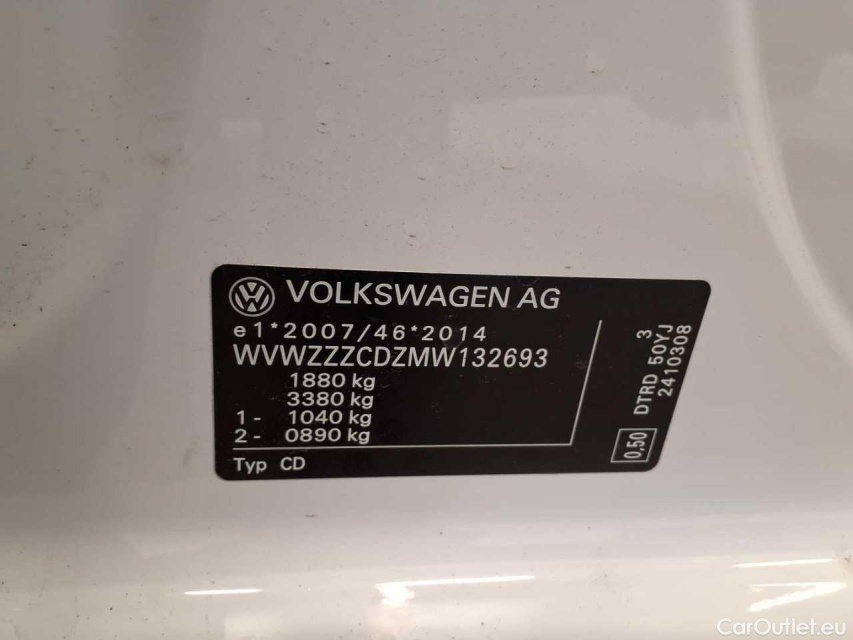 VOLKSWAGEN AG
e1*2007/46*2014
WVWZZZCDZMW132693
1880 kg
3380 kg
1 - 1040 kg
2 - 0890 kg
Typ CD
3
DTRD 50YJ
2410308
0,50
CarOutlet.eu